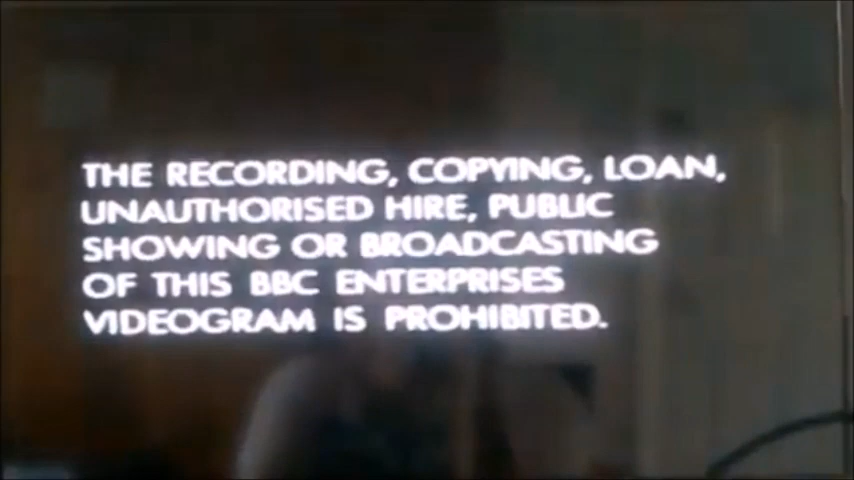 THE RECORDING, COPYING, LOAN,
UNAUTHORISED HIRE, PUBLIC
SHOWING OR BROADCASTING
OF THIS BBC ENTERPRISES
VIDEOGRAM IS PROHIBITED.